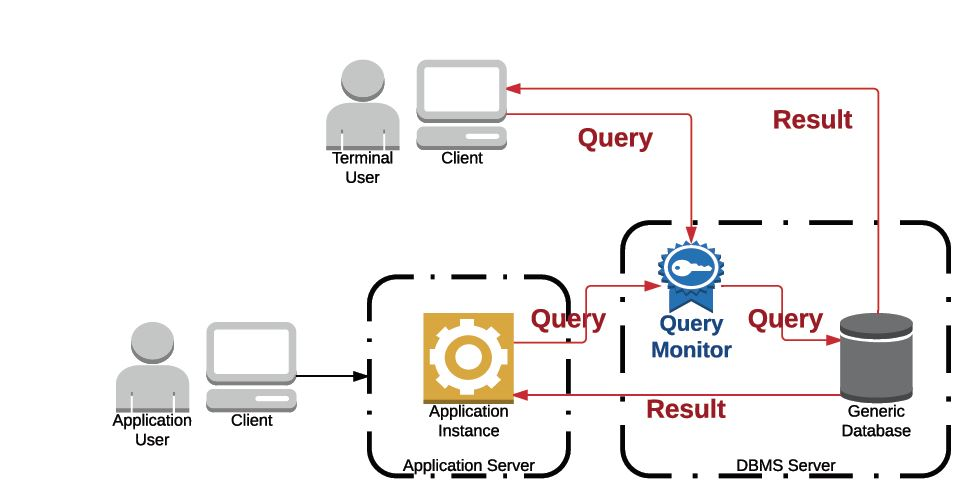 Result
Query
Terminal
User
Client
Query
Query
Query
Monitor
Result
Application
User
Client
Application
Instance
Generic
Database
Application Server
DBMS Server